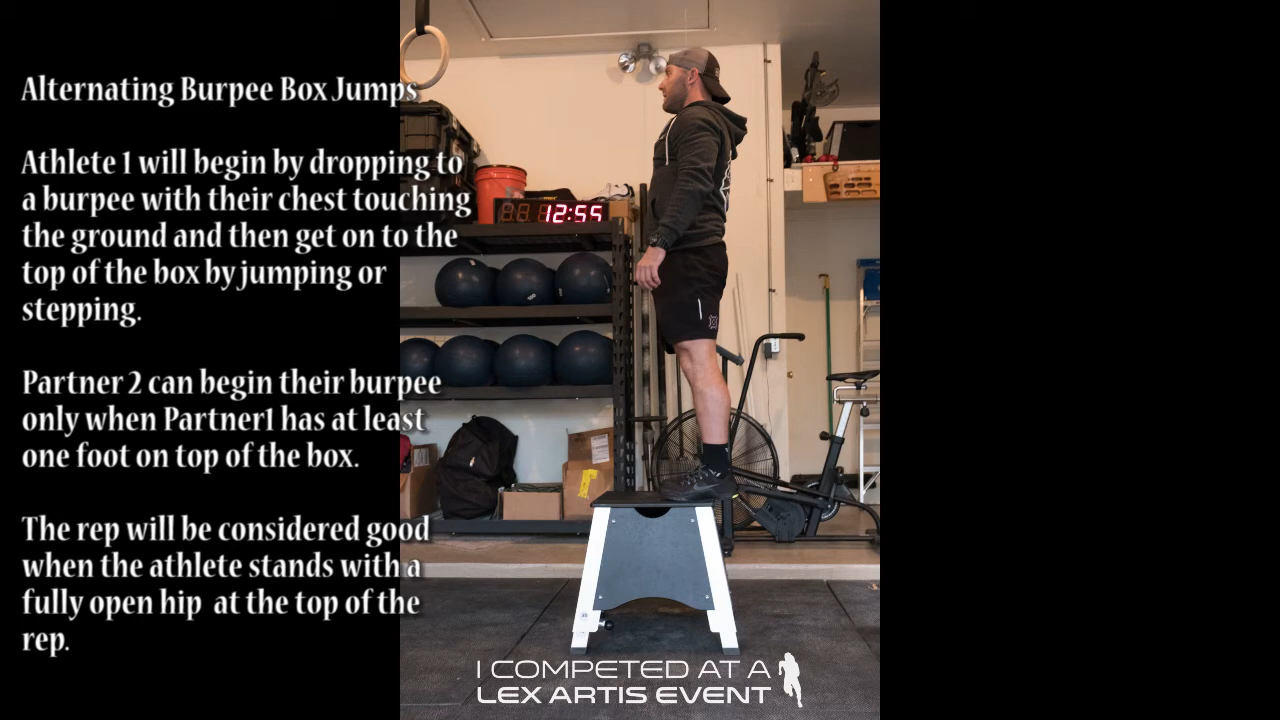 Alternating Burpee Box Jumps
Athlete 1 will begin by dropping to
a burpee with their chest touching
the ground and then get on to the
top of the box by jumping or
stepping.
Partner 2 can begin their burpee
only when Partner1 has at least
one foot on top of the box.
The rep will be considered good
when the athlete stands with a
fully open hip  at the top of the
rep.
12:55
I COMPETED AT A
LEX ARTIS EVENT